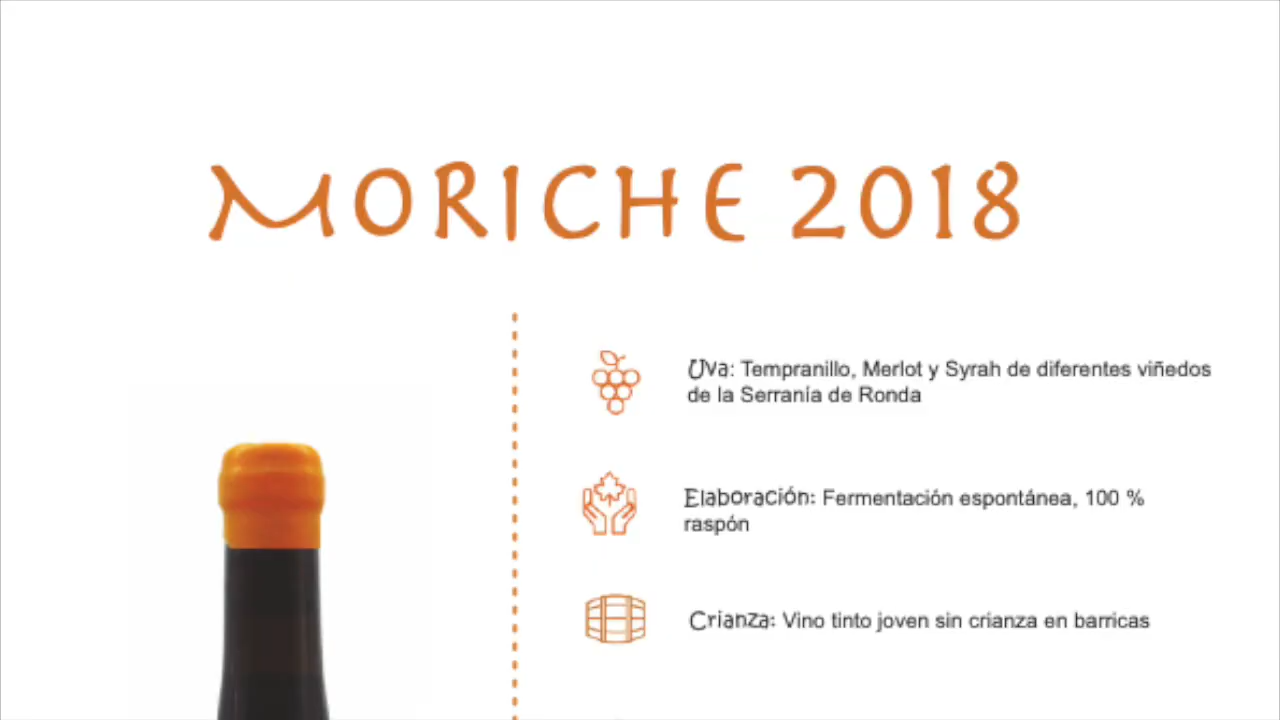 MORICHE 2018
Uva: Tempranillo, Merlot y Syrah de diferentes viñedos
de la Serranía de Ronda
Elaboración: Fermentación espontánea, 100 %
raspón
Crianza: Vino tinto joven sin crianza en barricas